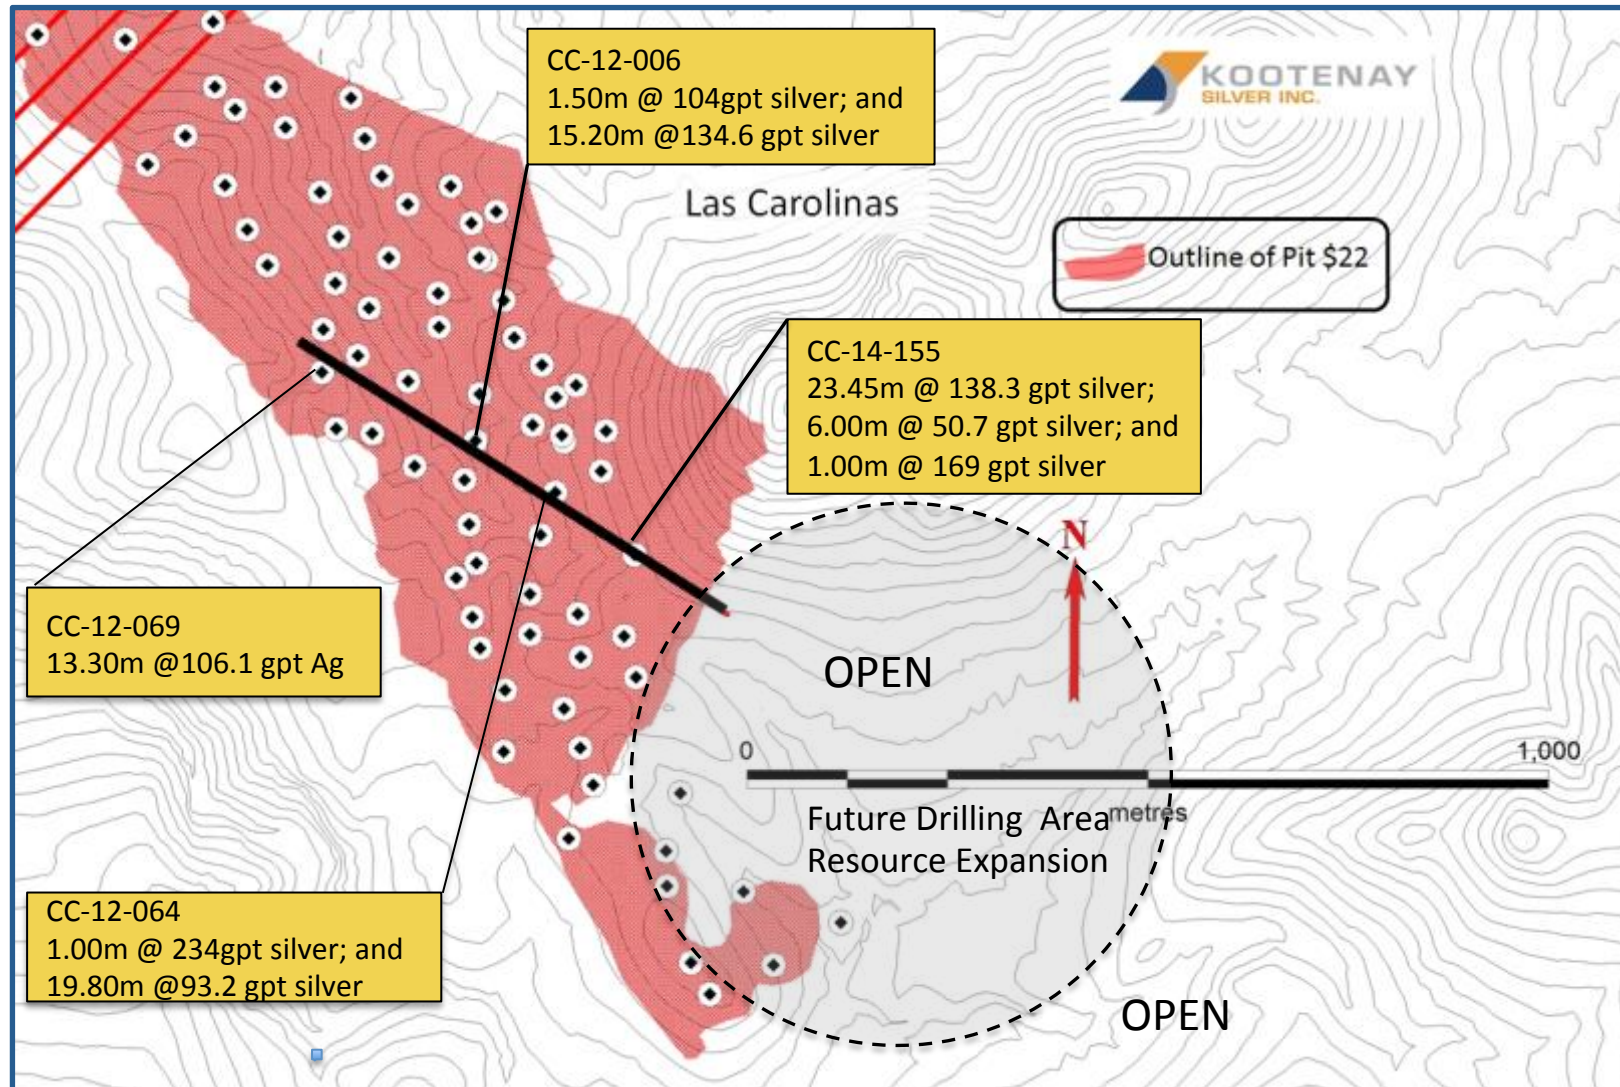 CC-12-006
1.50m @ 104gpt silver; and
15.20m @134.6 gpt silver
KOOTENAY
SILVER INC.
Las Carolinas
Outline of Pit $22
CC-14-155
23.45m @ 138.3 gpt silver;
6.00m @ 50.7 gpt silver; and
1.00m @ 169 gpt silver
N
CC-12-069
13.30m @106.1 gpt Ag
OPEN
0
1,000
metres
Future Drilling Area
Resource Expansion
CC-12-064
1.00m @ 234gpt silver; and
19.80m @93.2 gpt silver
OPEN